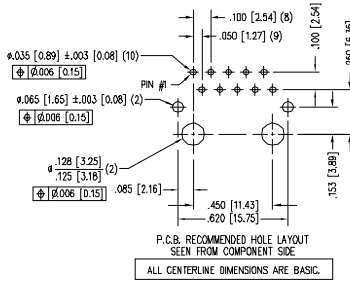 .100 [2.54] (8)
.050 [1.27] (9)
.100 [2.54]
ø.035 [0.89] ±.003 [0.08] (10)
⌖ Ø.006 [0.15]
PIN #1
ø.065 [1.65] ±.003 [0.08] (2)
⌖ Ø.006 [0.15]
ø .128 [3.25] (2)
.125 [3.18]
⌖ Ø.006 [0.15]
.085 [2.16]
.153 [3.89]
.450 [11.43]
.620 [15.75]
P.C.B. RECOMMENDED HOLE LAYOUT
SEEN FROM COMPONENT SIDE
ALL CENTERLINE DIMENSIONS ARE BASIC.